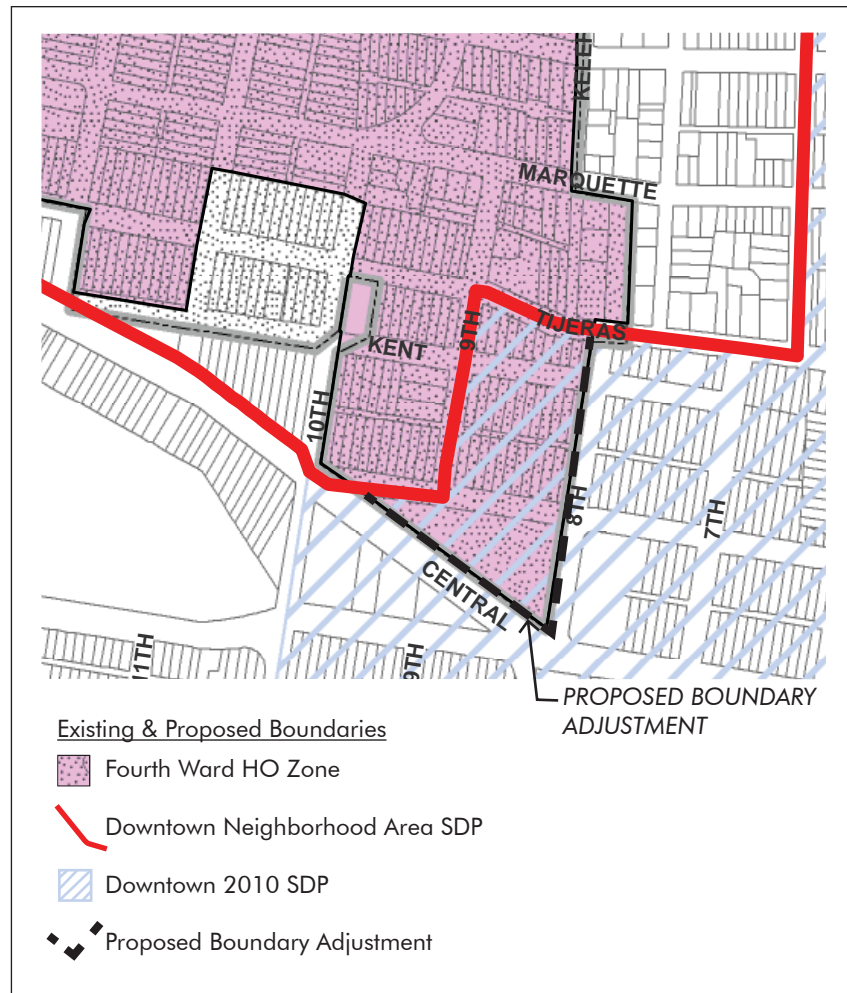 KELE
MARQUETTE
TIJERAS
9TH
KENT
10TH
8TH
7TH
CENTRAL
11TH
9TH
PROPOSED BOUNDARY
ADJUSTMENT
Existing & Proposed Boundaries
Fourth Ward HO Zone
Downtown Neighborhood Area SDP
Downtown 2010 SDP
Proposed Boundary Adjustment